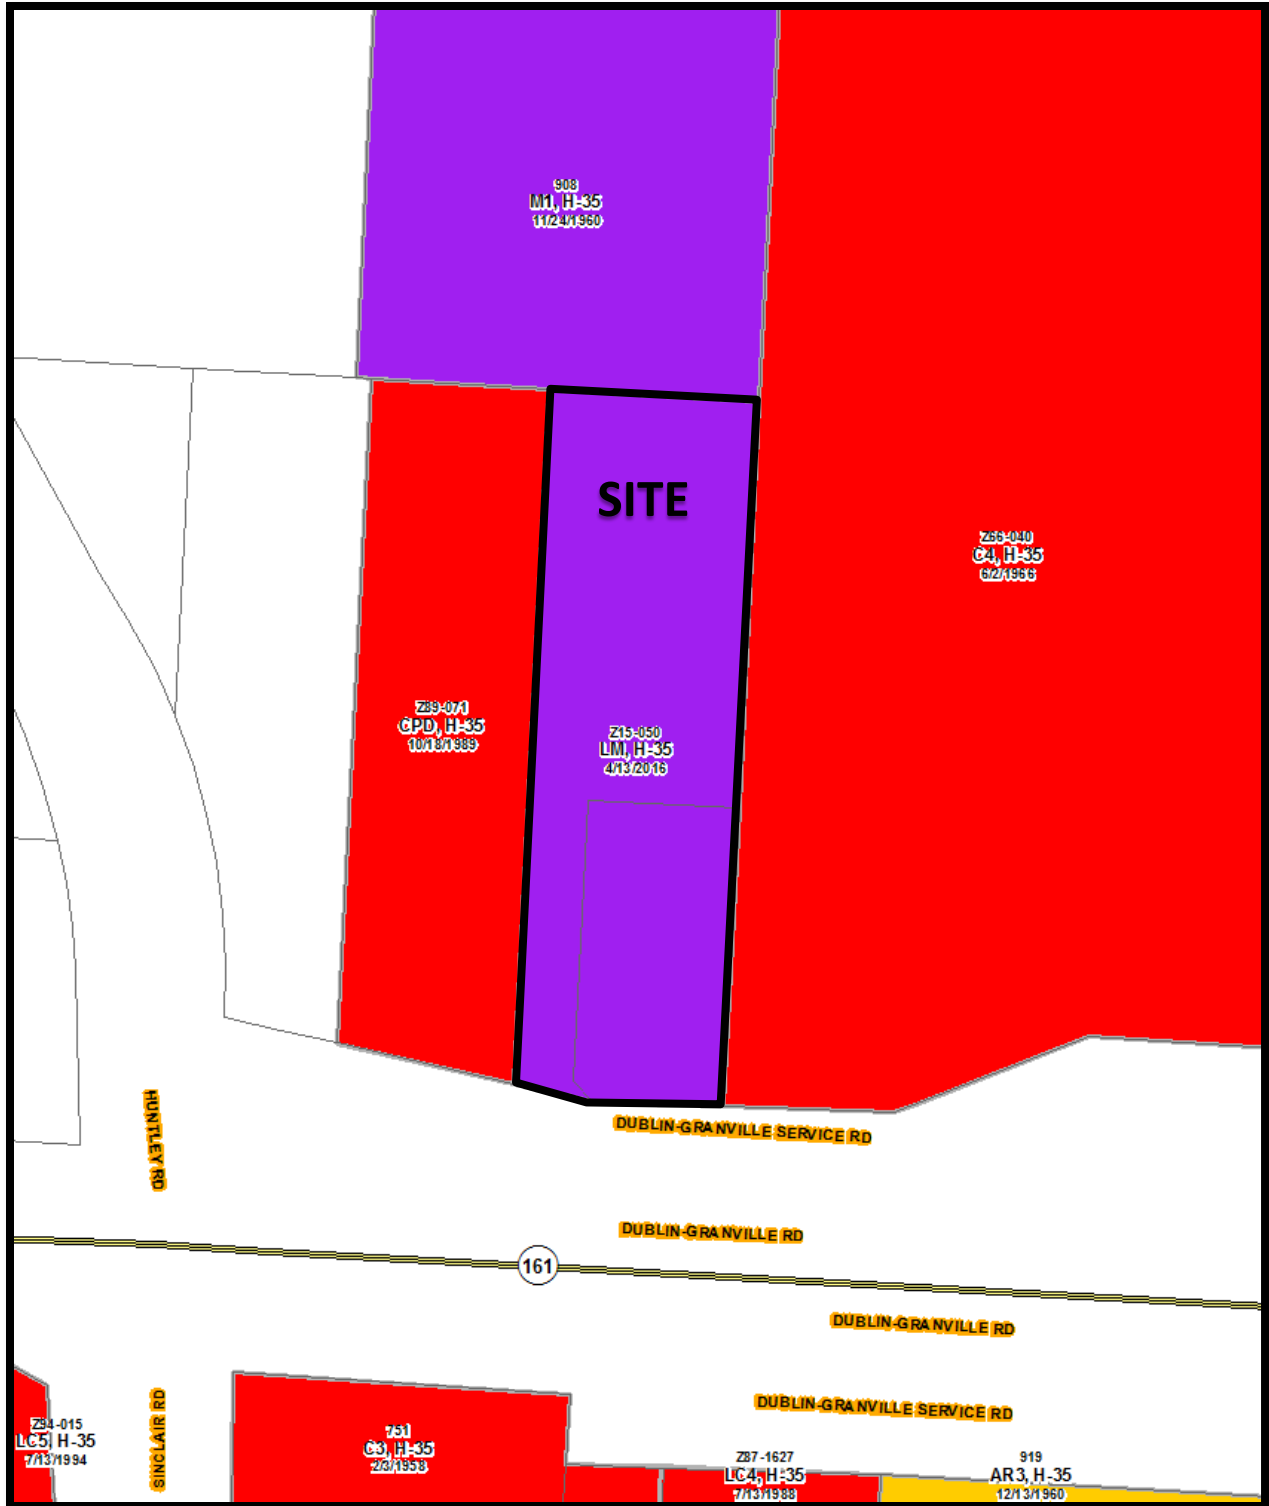 908
M1, H-35
11/24/1960
SITE
Z66-040
C4, H-35
6/2/1966
Z89-071
CPD, H-35
10/18/1989
Z15-050
LM, H-35
4/13/2016
HUNTLEY RD
DUBLIN-GRANVILLE SERVICE RD
DUBLIN-GRANVILLE RD
161
DUBLIN-GRANVILLE RD
SINCLAIR RD
DUBLIN-GRANVILLE SERVICE RD
Z94-015
LC5, H-35
7/13/1994
751
C3, H-35
2/3/1958
Z87-1627
LC4, H-35
7/13/1988
919
AR3, H-35
12/13/1960